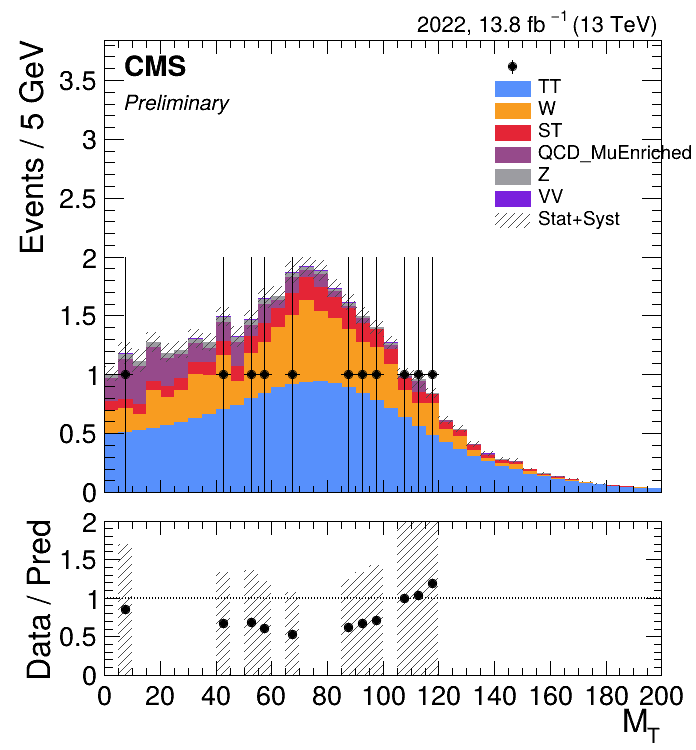 2022, 13.8 fb⁻¹ (13 TeV)
CMS
Preliminary
TT
W
ST
QCD_MuEnriched
Z
VV
Stat+Syst
Events / 5 GeV
3.5
3
2.5
2
1.5
1
0.5
0
Data / Pred
2
1.5
1
0.5
0
0 20 40 60 80 100 120 140 160 180 200
M_T